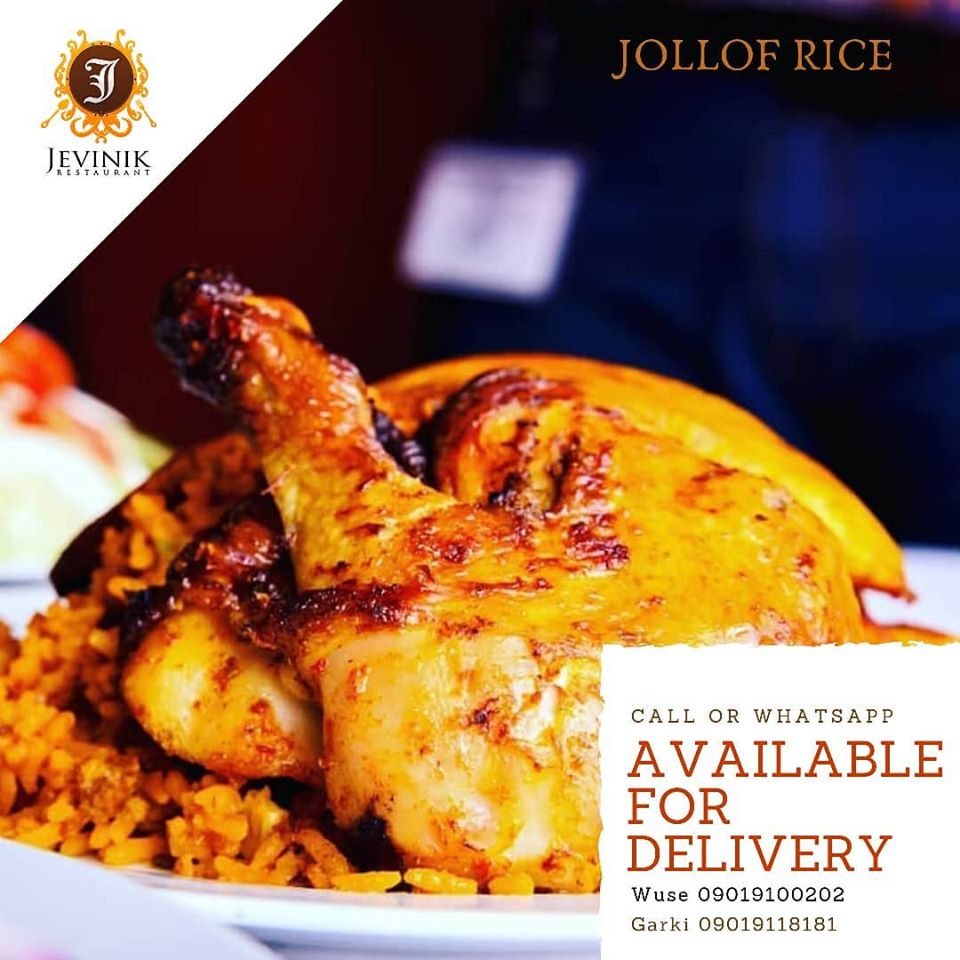 J
JEVINIK
RESTAURANT
JOLLOF RICE
CALL OR WHATSAPP
AVAILABLE
FOR
DELIVERY
Wuse 09019100202
Garki 09019118181